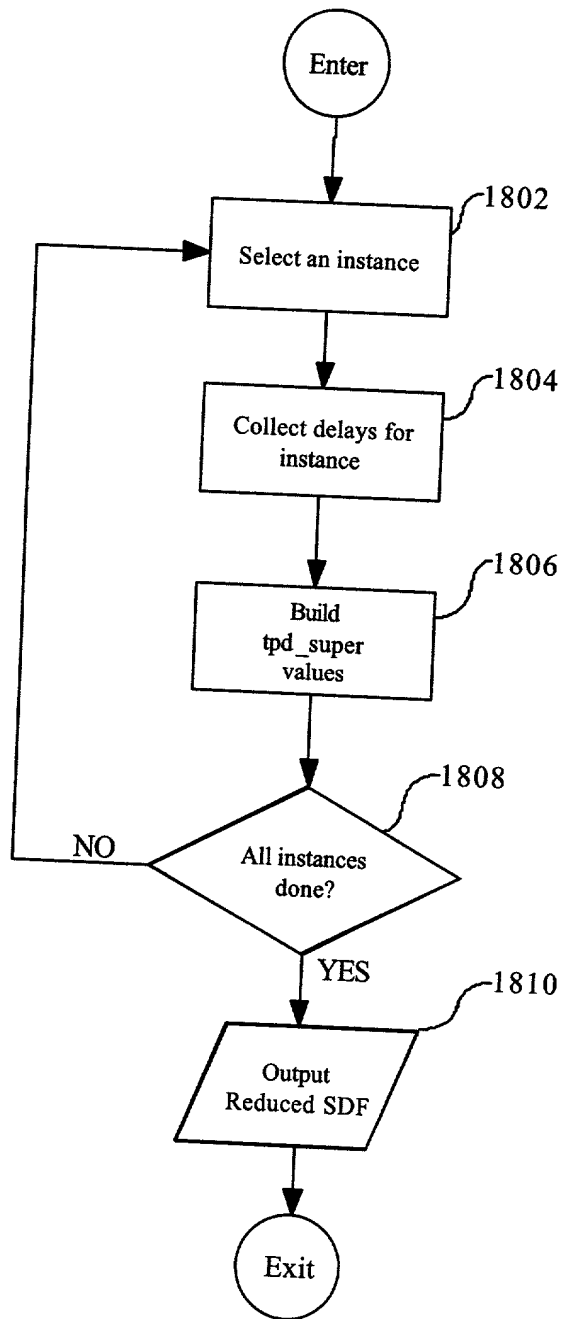 Enter
1802
Select an instance
1804
Collect delays for
instance
1806
Build
tpd_super
values
1808
NO
All instances
done?
YES
1810
Output
Reduced SDF
Exit